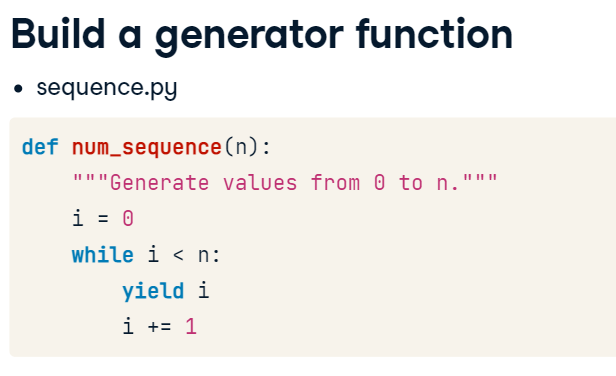 Build a generator function
• sequence.py
def num_sequence(n):
    """Generate values from 0 to n."""
    i = 0
    while i < n:
        yield i
        i += 1